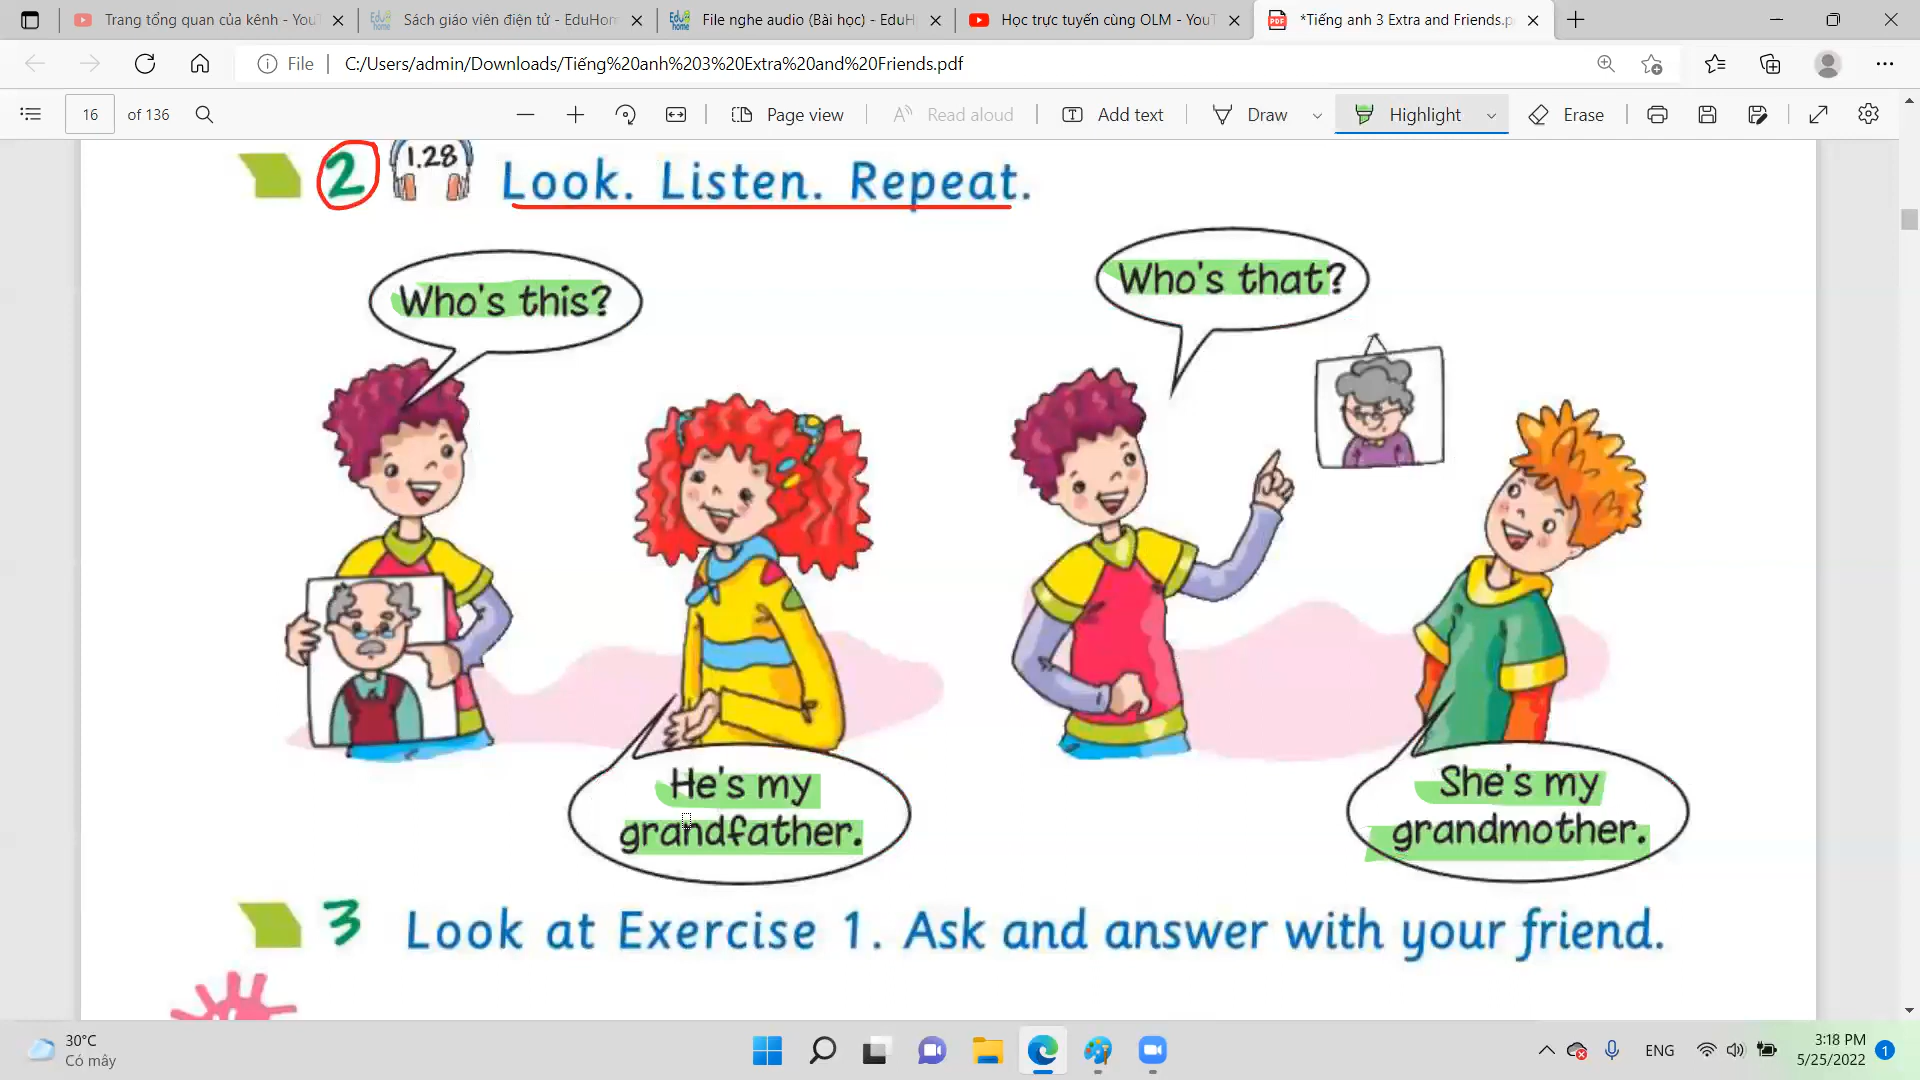 Trang tổng quan của kênh - YouT
Sách giáo viên điện tử - EduHom
File nghe audio (Bài học) - EduH
Học trực tuyến cùng OLM - YouT
*Tiếng anh 3 Extra and Friends.p
File
C:/Users/admin/Downloads/Tiếng%20anh%203%20Extra%20and%20Friends.pdf
16 of 136
Page view
Read aloud
Add text
Draw
Highlight
Erase
2 1.28 Look. Listen. Repeat.
Who's this?
Who's that?
He's my
grandfather.
She's my
grandmother.
3 Look at Exercise 1. Ask and answer with your friend.
30°C
Có mây
ENG
3:18 PM
5/25/2022
1